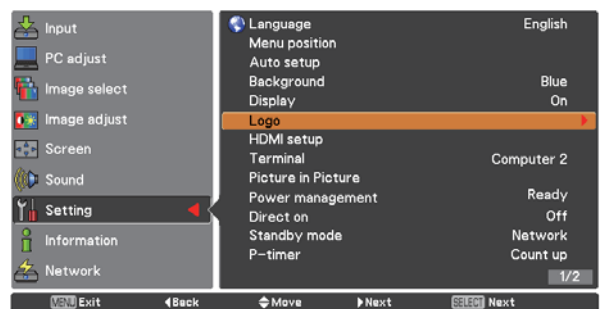 Input
PC adjust
Image select
Image adjust
Screen
Sound
Setting
Information
Network
Language English
Menu position
Auto setup
Background Blue
Display On
Logo
HDMI setup
Terminal Computer 2
Picture in Picture
Power management Ready
Direct on Off
Standby mode Network
P-timer Count up
1/2
MENU Exit Back Move Next SELECT Next